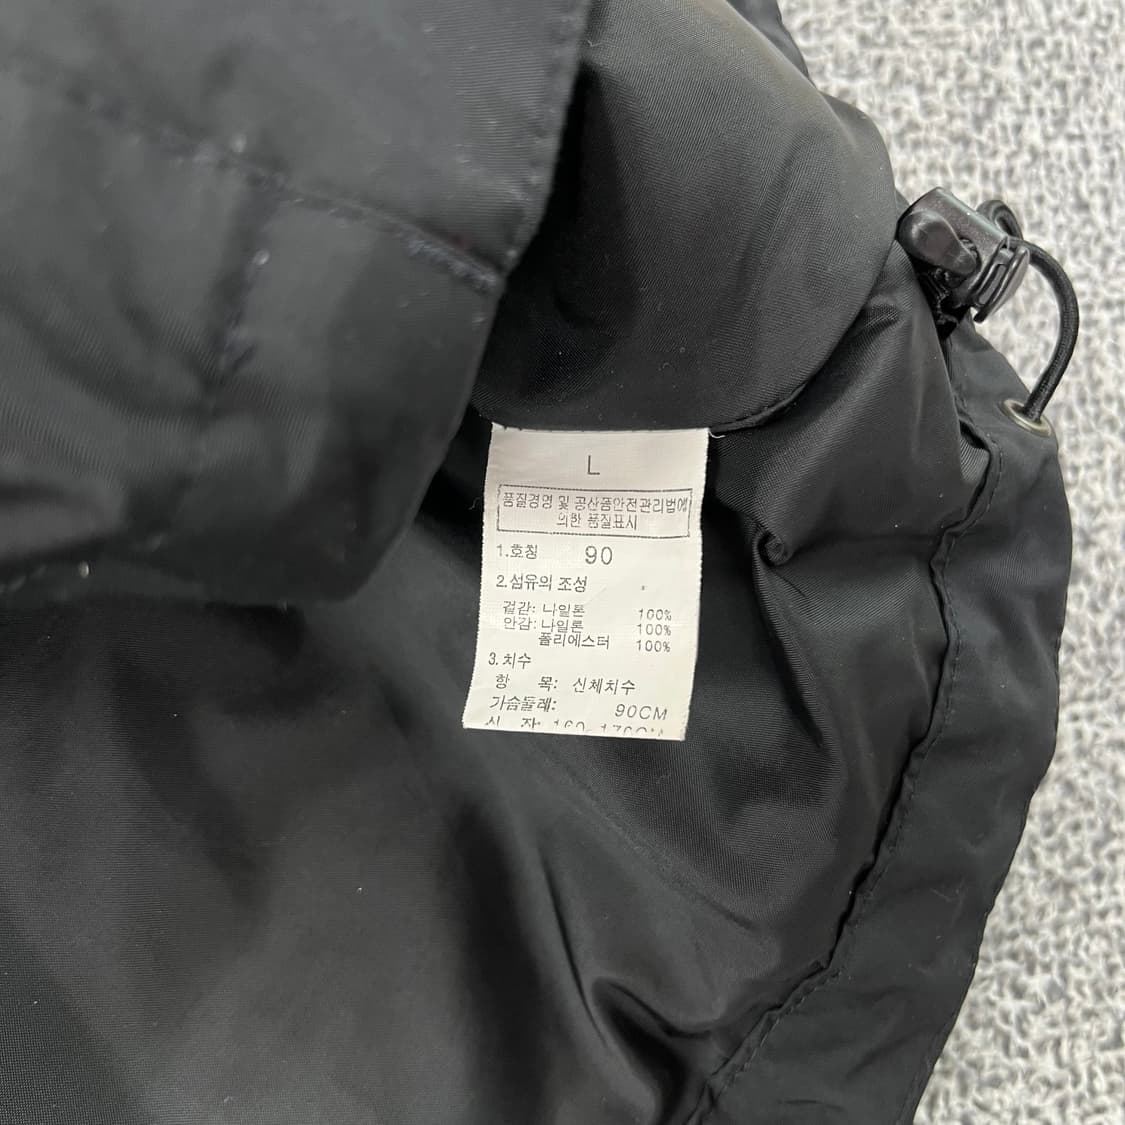 L
품질경영 및 공산품안전관리법에
의한 품질표시
1.호칭 90
2.섬유의 조성
겉감: 나일론 100%
안감: 나일론 100%
폴리에스터 100%
3.치수
항 목: 신체치수
가슴둘레: 90CM